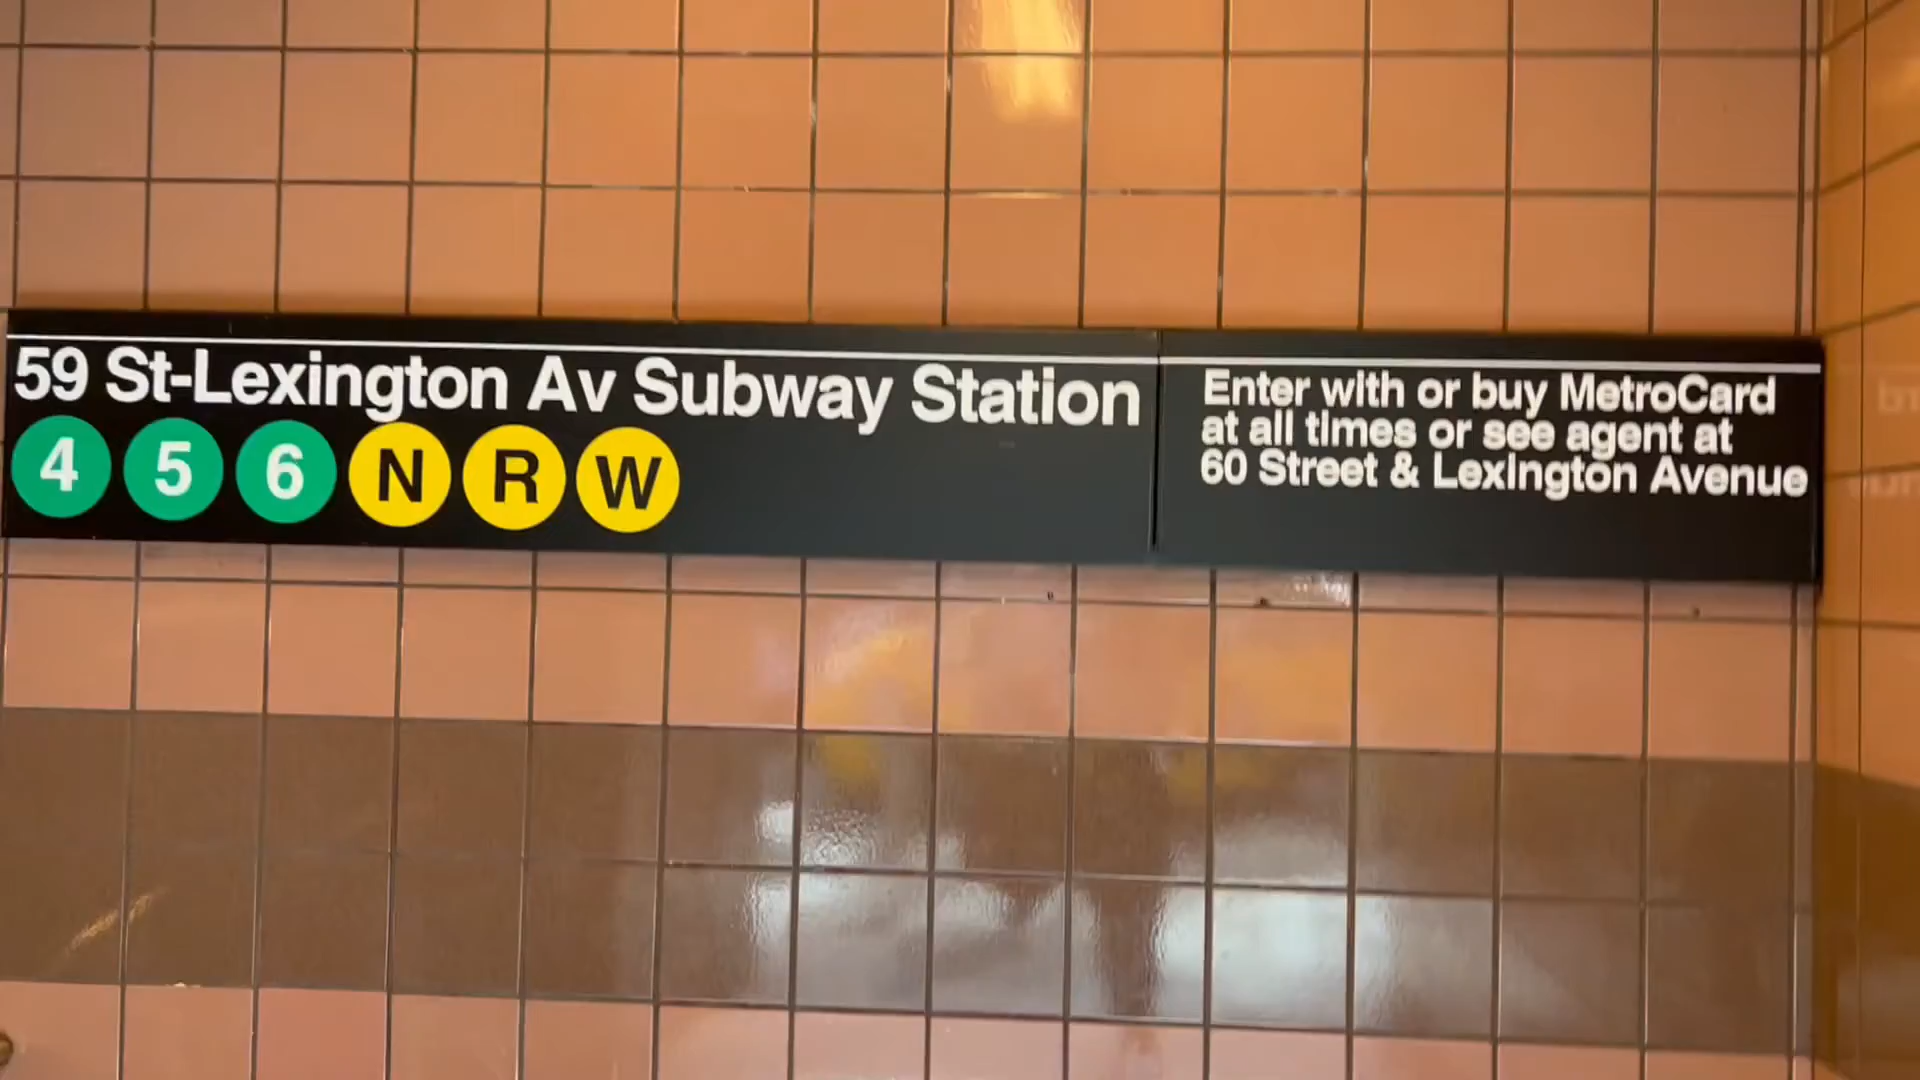 59 St-Lexington Av Subway Station
4 5 6 N R W
Enter with or buy MetroCard
at all times or see agent at
60 Street & Lexington Avenue